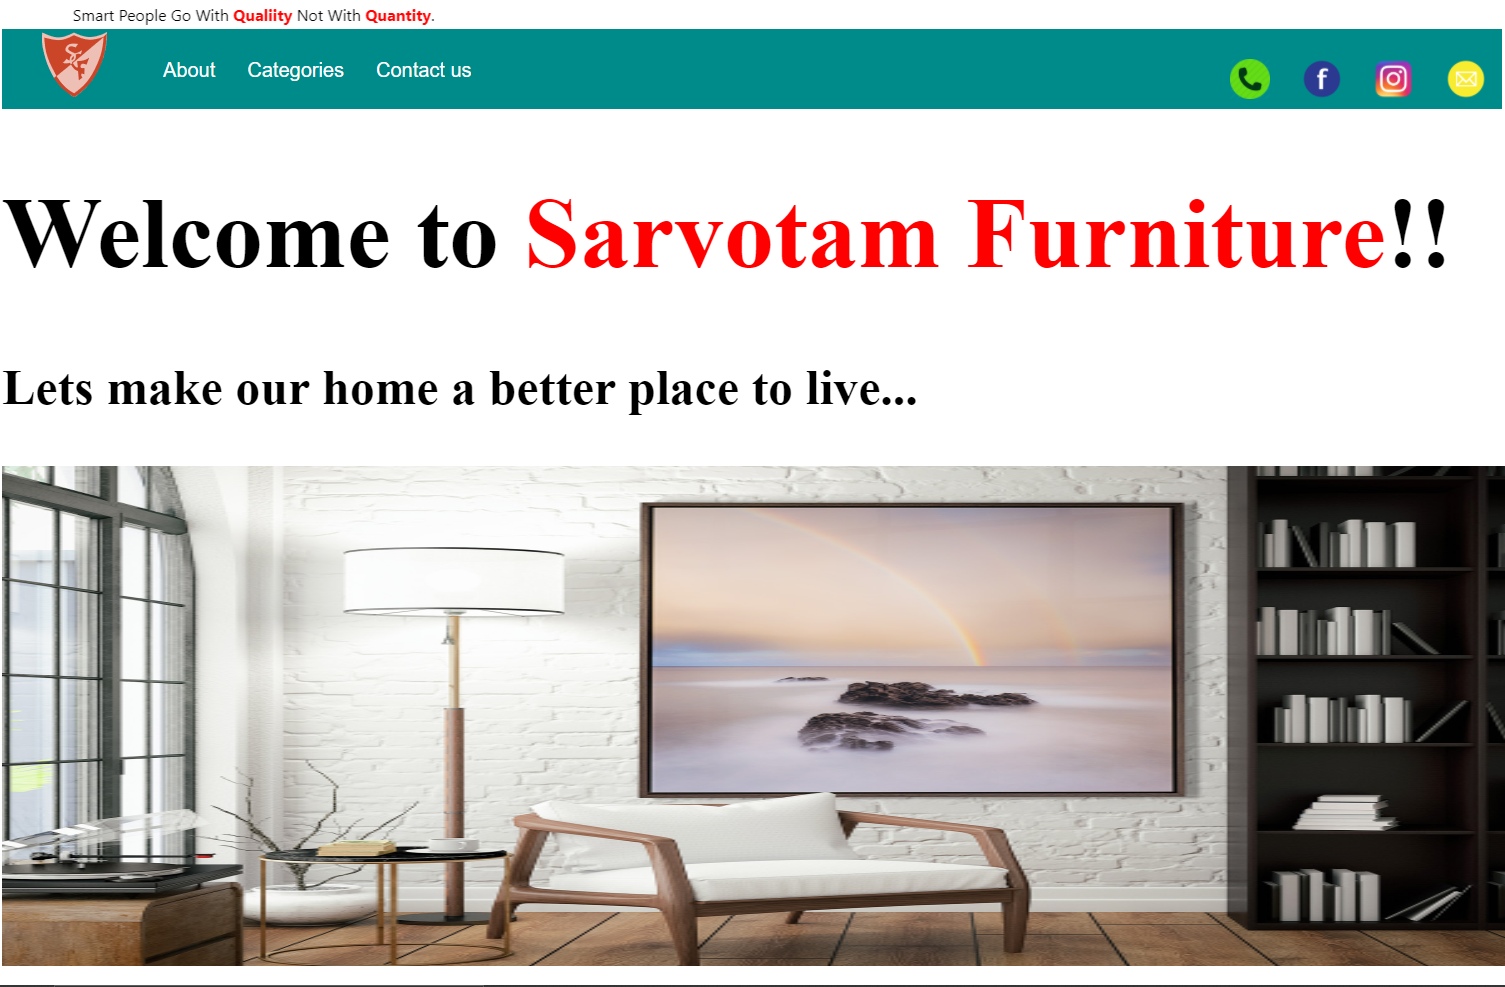 Smart People Go With Qualiity Not With Quantity.
SF
About Categories Contact us
Welcome to Sarvotam Furniture!!
Lets make our home a better place to live...